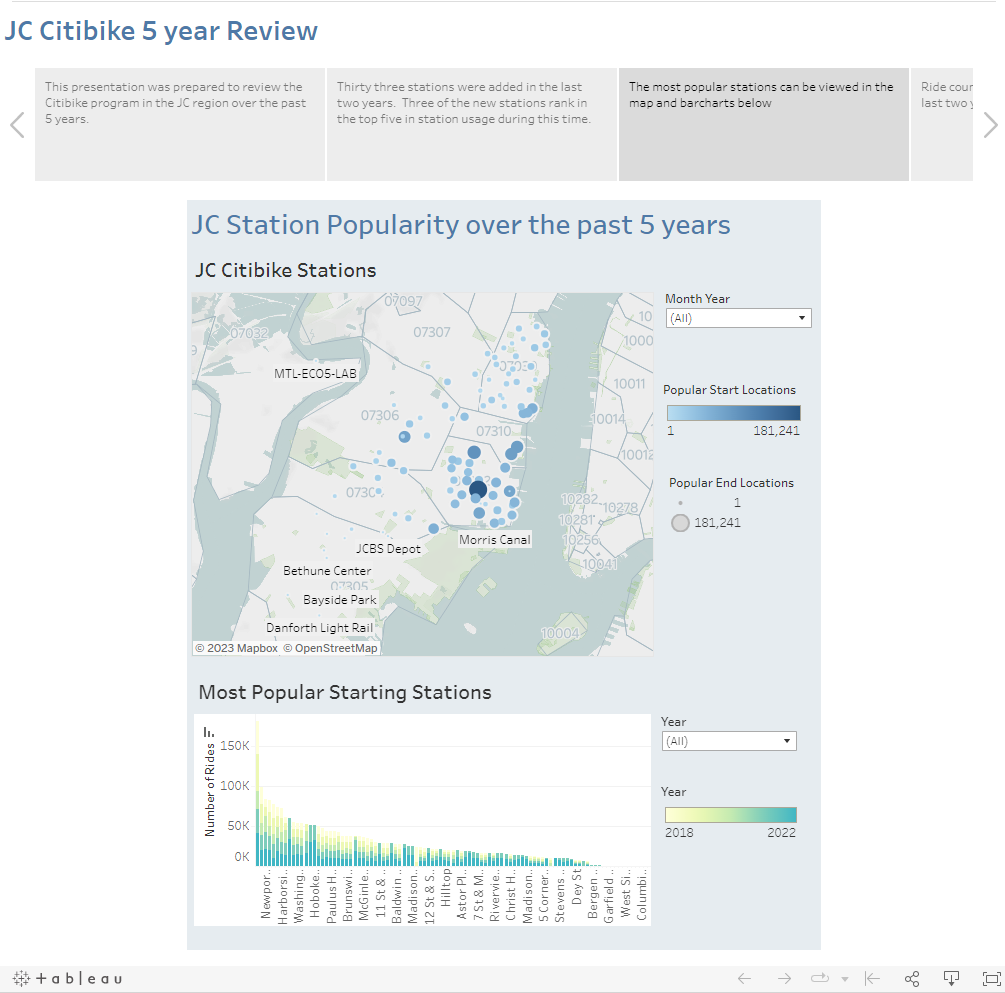 JC Citibike 5 year Review
This presentation was prepared to review the
Citibike program in the JC region over the past
5 years.
Thirty three stations were added in the last
two years. Three of the new stations rank in
the top five in station usage during this time.
The most popular stations can be viewed in the
map and barcharts below
Ride cour
last two y
JC Station Popularity over the past 5 years
JC Citibike Stations
07097
07032
07307
MTL-ECO5-LAB
07306
07310
10
1000
10011
10014
10012
10282
10278
10281
10256
10041
10004
Morris Canal
JCBS Depot
Bethune Center
07305
Bayside Park
Danforth Light Rail
© 2023 Mapbox © OpenStreetMap
Month Year
(All)
Popular Start Locations
1
181,241
Popular End Locations
1
181,241
Most Popular Starting Stations
Number of Rides
150K
100K
50K
0K
Newpor..
Harborsi..
Washing..
Hoboke..
Paulus H..
Brunswi..
McGinle..
11 St & ..
Baldwin ..
Madison..
12 St & S..
Hilltop
Astor Pl..
7 St & M..
Rivervie..
Christ H..
Madison..
5 Corner..
Stevens ..
Dey St
Bergen ..
Garfield ..
West Si..
Columbi..
Year
(All)
Year
2018
2022
+ a b l e a u